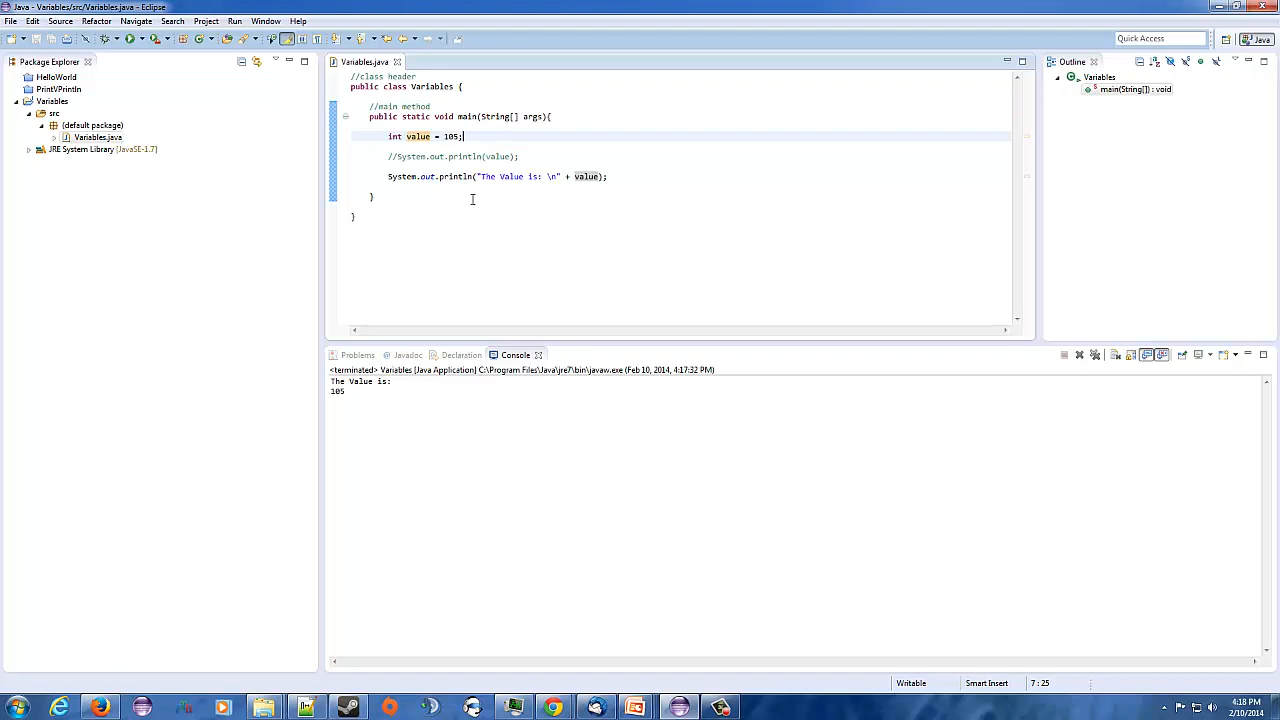 Java - Variables/src/Variables.java - Eclipse
File Edit Source Refactor Navigate Search Project Run Window Help
Quick Access
Java
Package Explorer
HelloWorld
PrintVPrintln
Variables
src
(default package)
Variables.java
JRE System Library [JavaSE-1.7]
Variables.java
//class header
public class Variables {
//main method
public static void main(String[] args){
int value = 105;
//System.out.println(value);
System.out.println("The Value is: \n" + value);
}
}
Outline
Variables
main(String[]) : void
Problems Javadoc Declaration Console
<terminated> Variables [Java Application] C:\Program Files\Java\jre7\bin\javaw.exe (Feb 10, 2014, 4:17:32 PM)
The Value is:
105
Writable Smart Insert 7 : 25
4:18 PM
2/10/2014